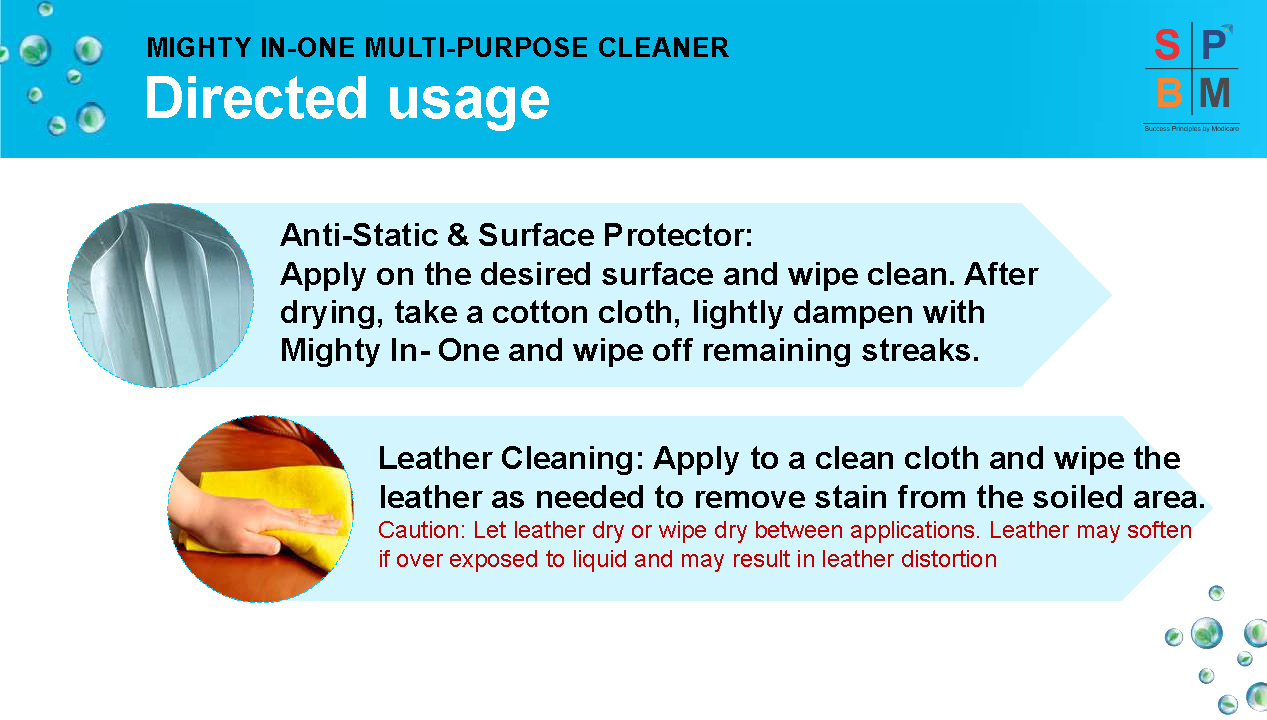 MIGHTY IN-ONE MULTI-PURPOSE CLEANER
Directed usage
S P
B M
Success Principles by Modicare
Anti-Static & Surface Protector:
Apply on the desired surface and wipe clean. After
drying, take a cotton cloth, lightly dampen with
Mighty In- One and wipe off remaining streaks.
Leather Cleaning: Apply to a clean cloth and wipe the
leather as needed to remove stain from the soiled area.
Caution: Let leather dry or wipe dry between applications. Leather may soften
if over exposed to liquid and may result in leather distortion